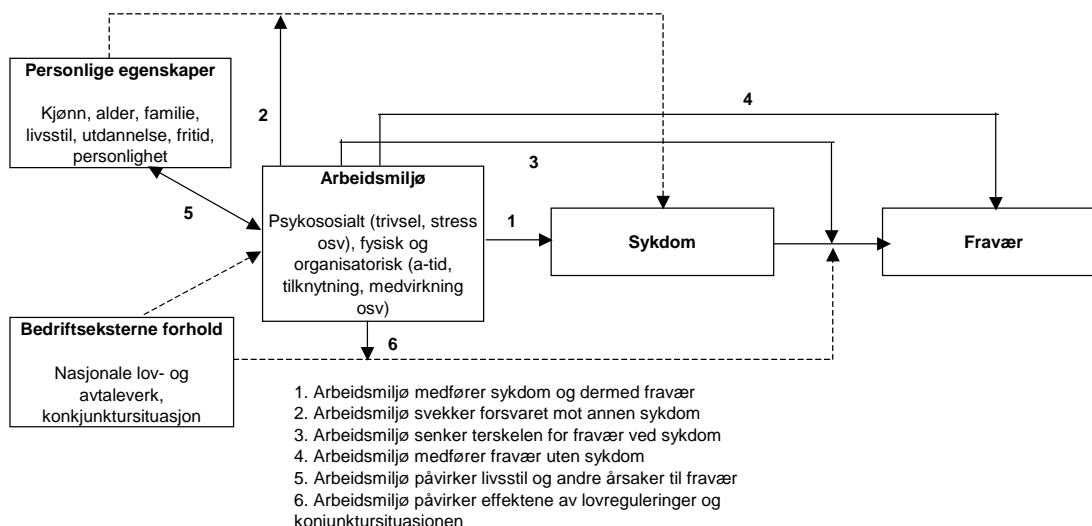 Personlige egenskaper
Kjønn, alder, familie,
livsstil, utdannelse, fritid,
personlighet
2
4
3
5
Arbeidsmiljø
Psykososialt (trivsel, stress
osv), fysisk og
organisatorisk (a-tid,
tilknytning, medvirkning
osv)
1
Sykdom
Fravær
Bedriftseksterne forhold
Nasjonale lov- og
avtaleverk,
konkjunktursituasjon
6
1. Arbeidsmiljø medfører sykdom og dermed fravær
2. Arbeidsmiljø svekker forsvaret mot annen sykdom
3. Arbeidsmiljø senker terskelen for fravær ved sykdom
4. Arbeidsmiljø medfører fravær uten sykdom
5. Arbeidsmiljø påvirker livsstil og andre årsaker til fravær
6. Arbeidsmiljø påvirker effektene av lovreguleringer og
konjunktursituasjonen